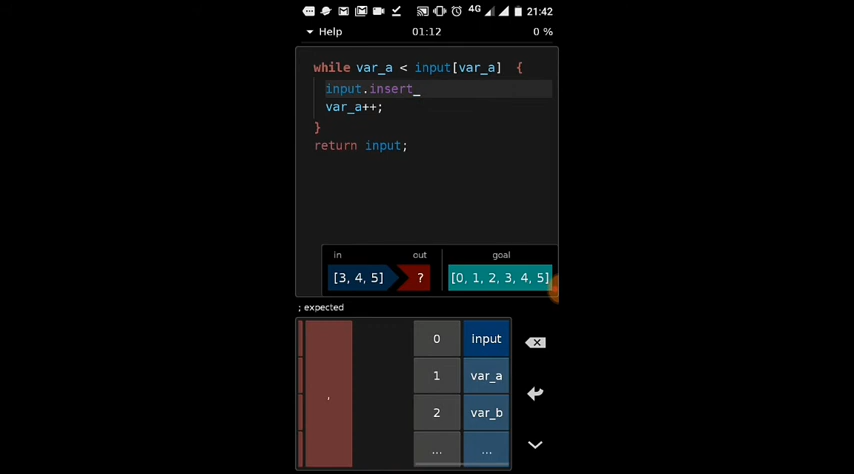 4G 21:42
Help 01:12 0 %
while var_a < input[var_a] {
input.insert_
var_a++;
}
return input;
in out goal
[3, 4, 5] ? [0, 1, 2, 3, 4, 5]
; expected
0 input
, 1 var_a
2 var_b
... ...